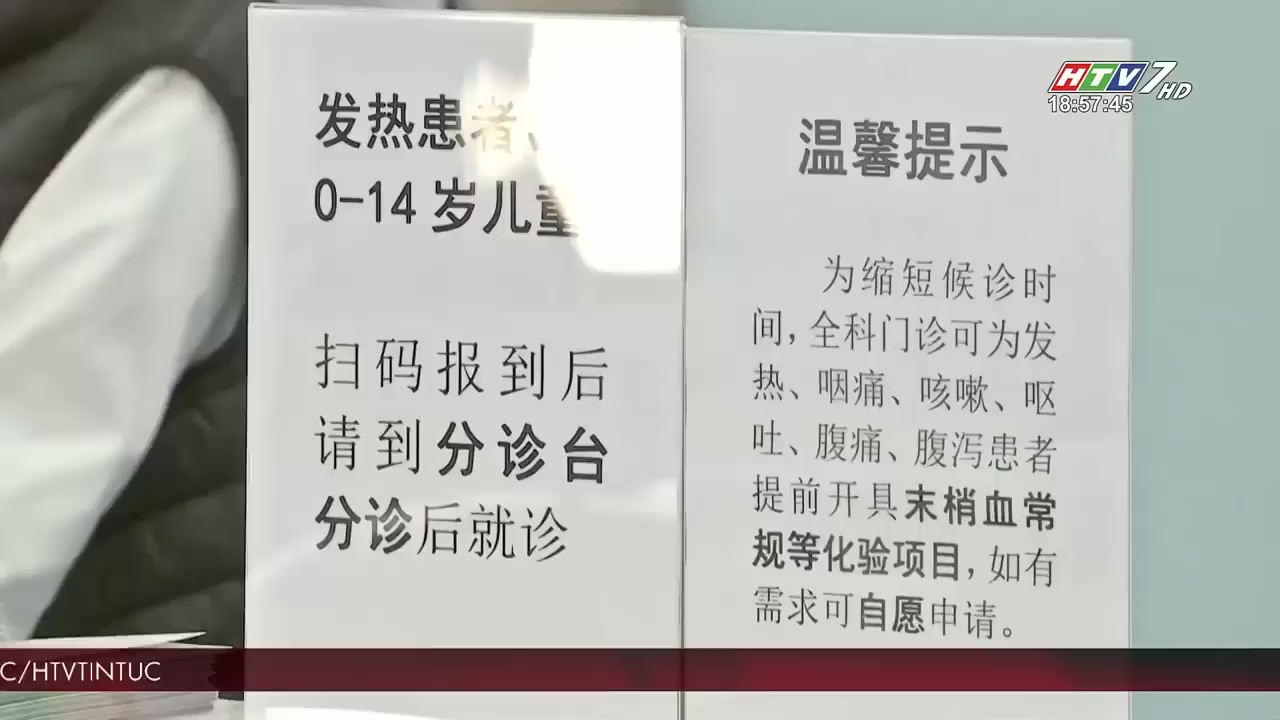 发热患者、
0-14 岁儿童
扫码报到后
请到分诊台
分诊后就诊
温馨提示
为缩短候诊时
间，全科门诊可为发
热、咽痛、咳嗽、呕
吐、腹痛、腹泻患者
提前开具末梢血常
规等化验项目，如有
需求可自愿申请。
HTV7HD
18:57:45
C/HTVTINTUC